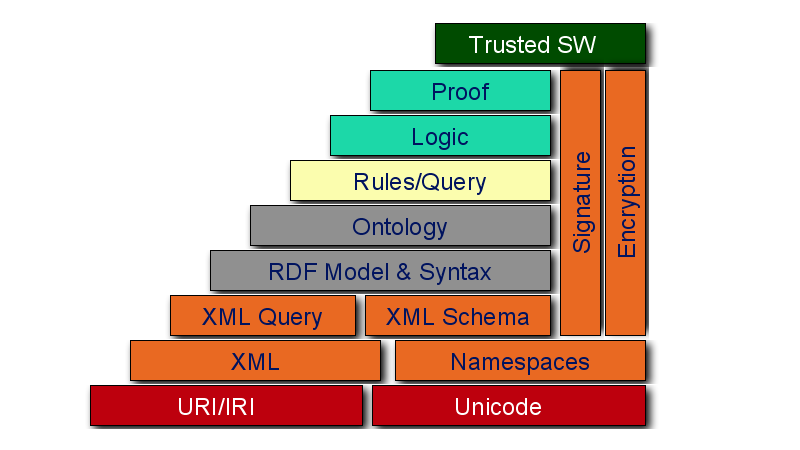 Trusted SW
Proof
Logic
Rules/Query
Ontology
RDF Model & Syntax
Signature
Encryption
XML Query
XML Schema
XML
Namespaces
URI/IRI
Unicode